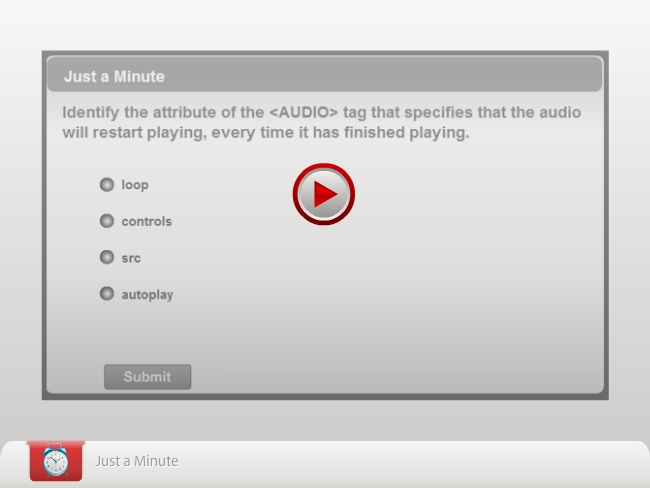 Just a Minute
Identify the attribute of the <AUDIO> tag that specifies that the audio
will restart playing, every time it has finished playing.
loop
controls
src
autoplay
Submit
Just a Minute